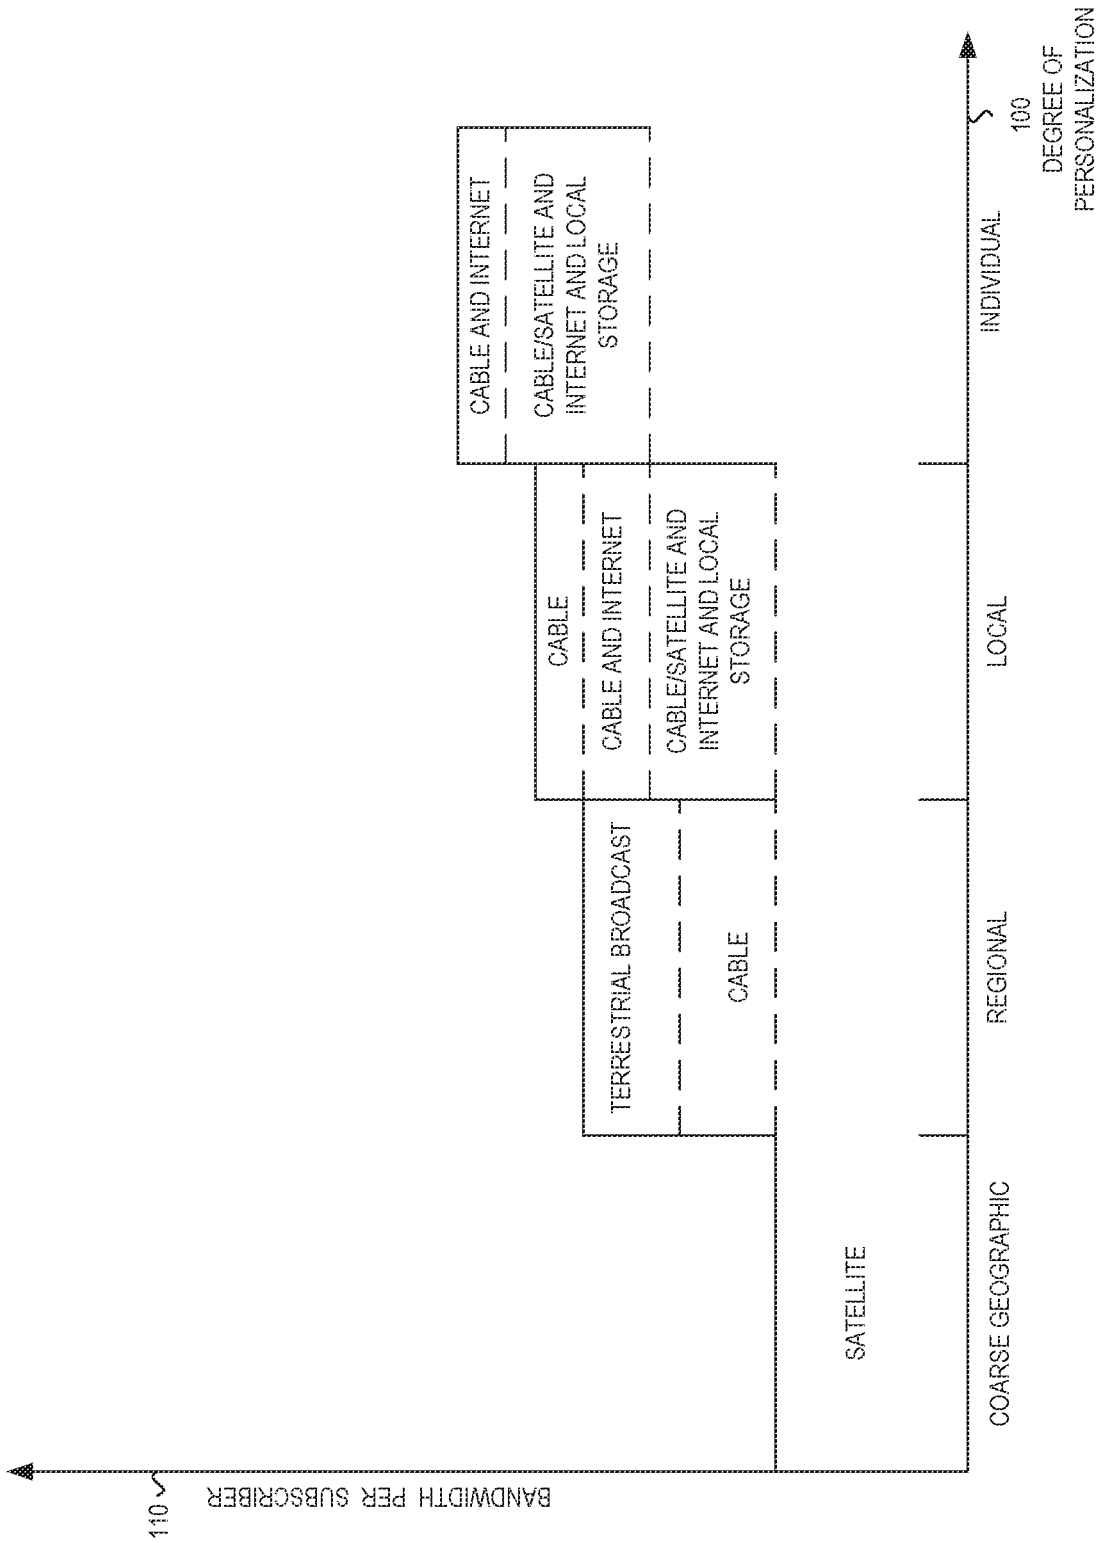 110
BANDWIDTH PER SUBSCRIBER
CABLE AND INTERNET
CABLE/SATELLITE AND
INTERNET AND LOCAL
STORAGE
CABLE
CABLE AND INTERNET
CABLE/SATELLITE AND
INTERNET AND LOCAL
STORAGE
TERRESTRIAL BROADCAST
CABLE
SATELLITE
COARSE GEOGRAPHIC
REGIONAL
LOCAL
INDIVIDUAL
100
DEGREE OF
PERSONALIZATION